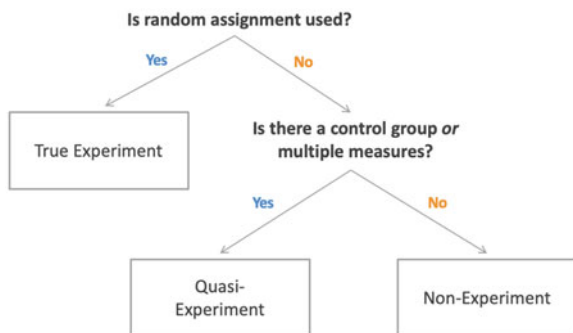 Is random assignment used?
Yes
No
True Experiment
Is there a control group or
multiple measures?
Yes
No
Quasi-
Experiment
Non-Experiment